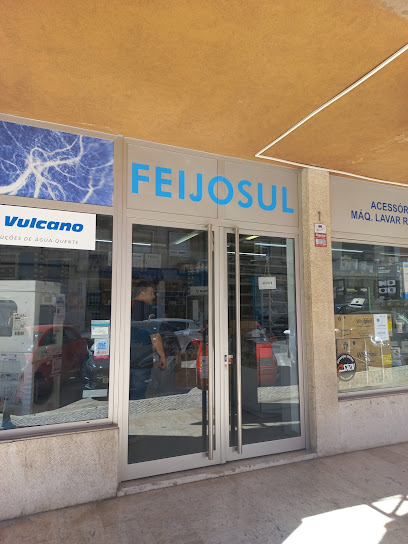 FEIJOSUL
Vulcano
UÇÕES DE ÁGUA QUENTE
ACESSÓR
MÁQ. LAVAR R